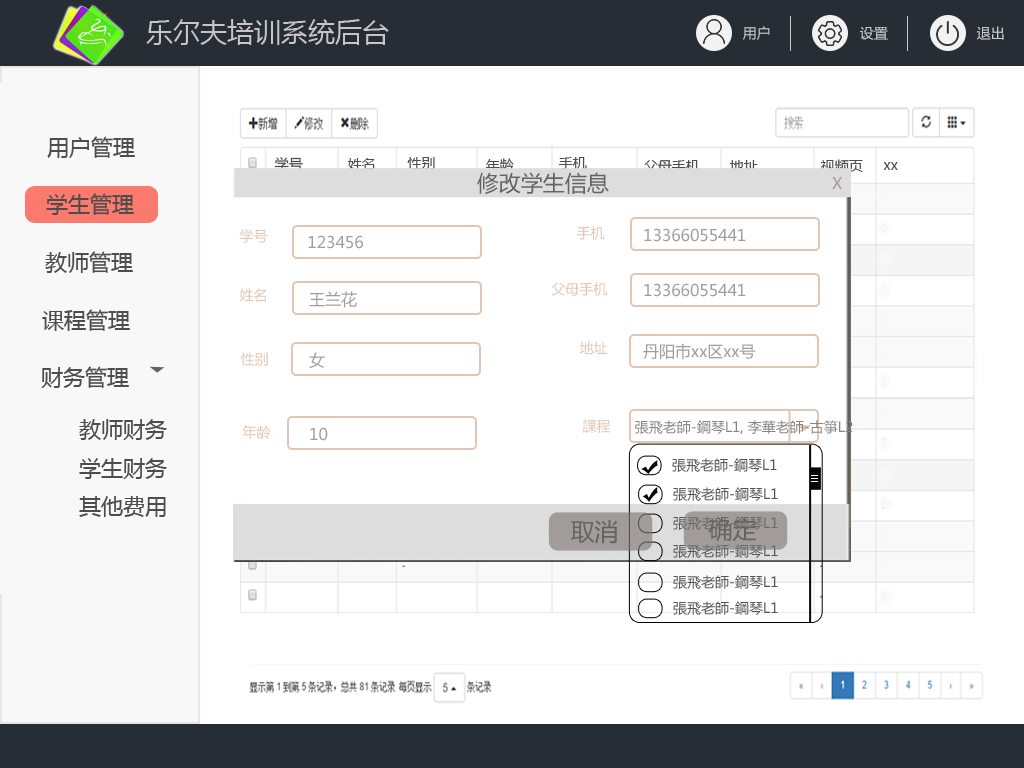 乐尔夫培训系统后台
用户
设置
退出
用户管理
学生管理
教师管理
课程管理
财务管理
教师财务
学生财务
其他费用
新增 修改 删除
搜索
学号 姓名 性别 年龄 手机 父母手机 地址 视频页 xx
修改学生信息 X
学号 123456 手机 13366055441
姓名 王兰花 父母手机 13366055441
性别 女 地址 丹阳市xx区xx号
年龄 10 課程 張飛老師-鋼琴L1, 李華老師-古箏L2
張飛老師-鋼琴L1
張飛老師-鋼琴L1
張飛老師-鋼琴L1
張飛老師-鋼琴L1
張飛老師-鋼琴L1
張飛老師-鋼琴L1
取消 确定
显示第 1 到第 5 条记录，总共 81 条记录 每页显示 5 条记录
« ‹ 1 2 3 4 5 › »